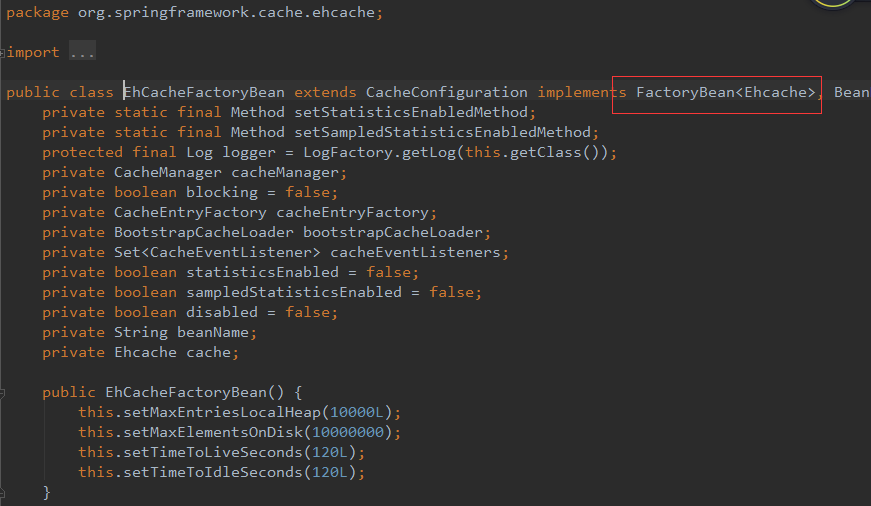 package org.springframework.cache.ehcache;
import ...
public class EhCacheFactoryBean extends CacheConfiguration implements FactoryBean<Ehcache>, Bean
private static final Method setStatisticsEnabledMethod;
private static final Method setSampledStatisticsEnabledMethod;
protected final Log logger = LogFactory.getLog(this.getClass());
private CacheManager cacheManager;
private boolean blocking = false;
private CacheEntryFactory cacheEntryFactory;
private BootstrapCacheLoader bootstrapCacheLoader;
private Set<CacheEventListener> cacheEventListeners;
private boolean statisticsEnabled = false;
private boolean sampledStatisticsEnabled = false;
private boolean disabled = false;
private String beanName;
private Ehcache cache;
public EhCacheFactoryBean() {
this.setMaxEntriesLocalHeap(10000L);
this.setMaxElementsOnDisk(10000000);
this.setTimeToLiveSeconds(120L);
this.setTimeToIdleSeconds(120L);
}